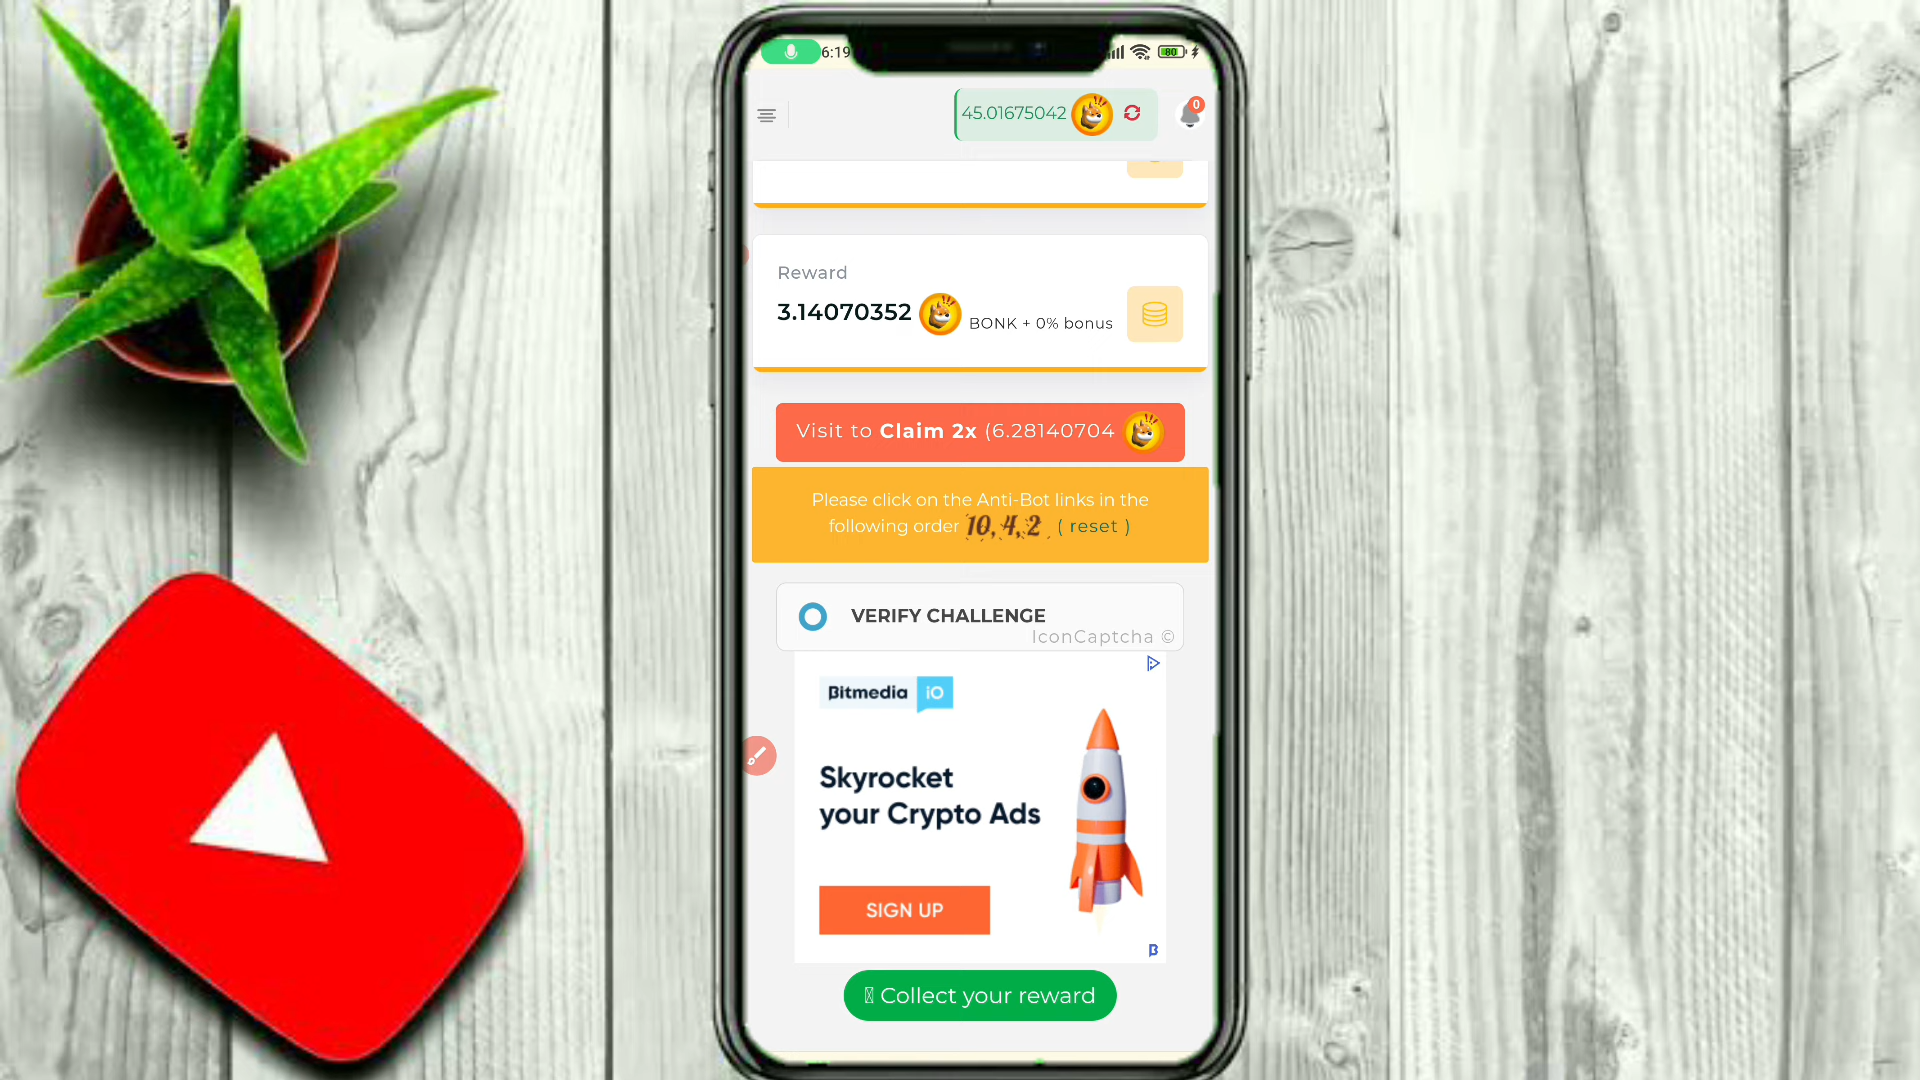 6:19
80
45.01675042
0
Reward
3.14070352 BONK + 0% bonus
Visit to Claim 2x (6.28140704
Please click on the Anti-Bot links in the
following order 10, 4, 2 ( reset )
VERIFY CHALLENGE
IconCaptcha ©
Bitmedia iO
Skyrocket
your Crypto Ads
SIGN UP
Collect your reward